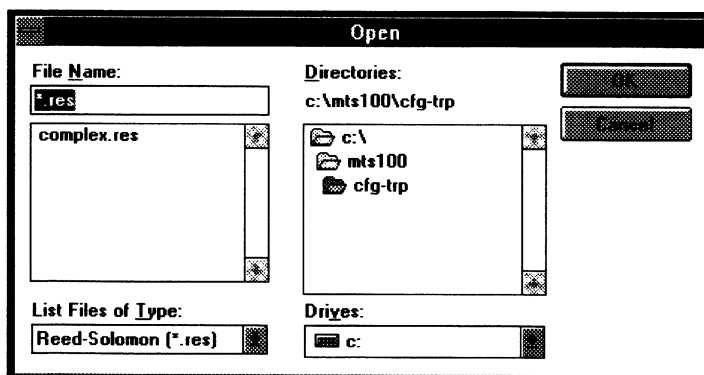 Open
File Name:
*.res
complex.res
List Files of Type:
Reed-Solomon (*.res)
Directories:
c:\mts100\cfg-trp
c:\
mts100
cfg-trp
Drives:
c:
OK
Cancel